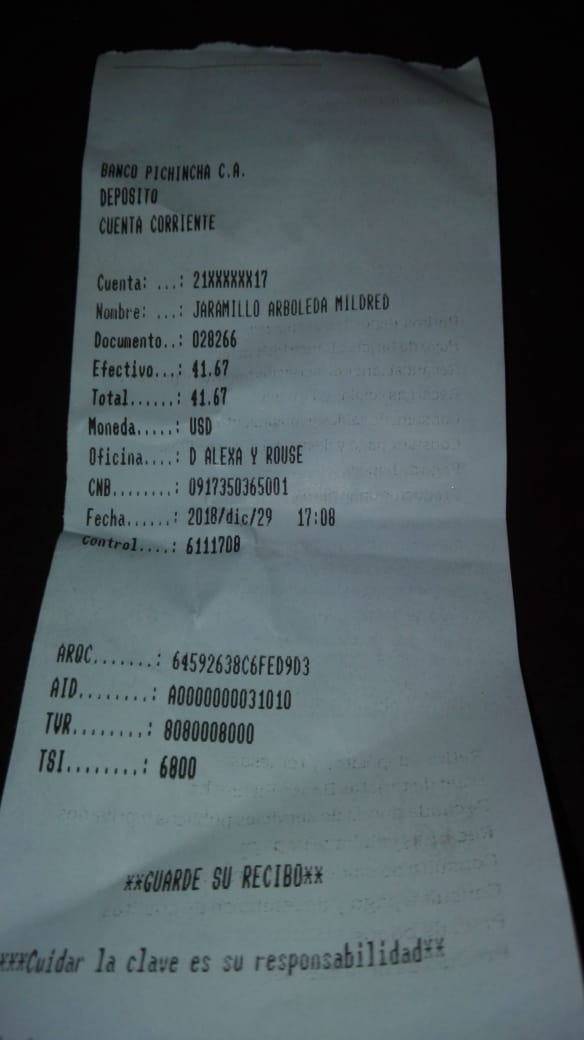 BANCO PICHINCHA C.A.
DEPOSITO
CUENTA CORRIENTE
Cuenta: ...: 21XXXXXX17
Nombre: ...: JARAMILLO ARBOLEDA MILDRED
Documento..: 028266
Efectivo...: 41.67
Total......: 41.67
Moneda.....: USD
Oficina....: D ALEXA Y ROUSE
CNB........: 0917350365001
Fecha......: 2018/dic/29 17:08
Control....: 6111708
ARQC.......: 64592638C6FED9D3
AID........: A0000000031010
TVR........: 8080008000
TSI........: 6800
**GUARDE SU RECIBO**
***Cuidar la clave es su responsabilidad**